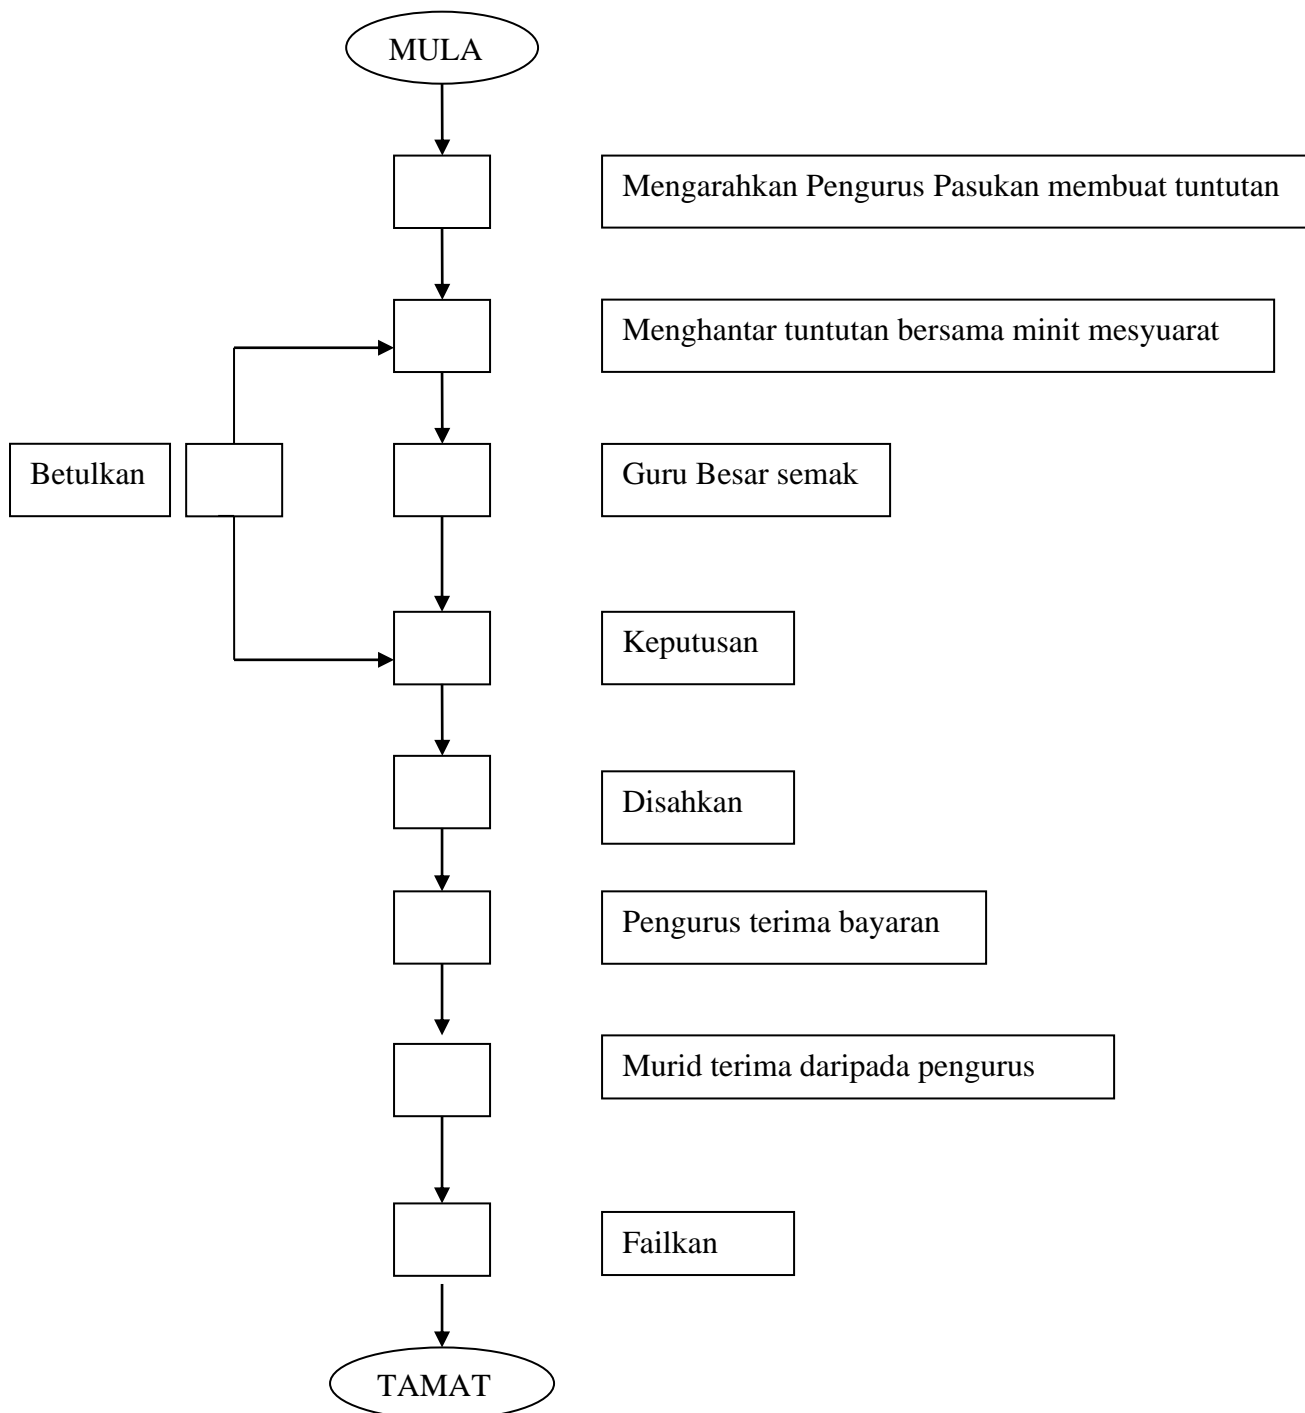 MULA
Mengarahkan Pengurus Pasukan membuat tuntutan
Menghantar tuntutan bersama minit mesyuarat
Betulkan
Guru Besar semak
Keputusan
Disahkan
Pengurus terima bayaran
Murid terima daripada pengurus
Failkan
TAMAT